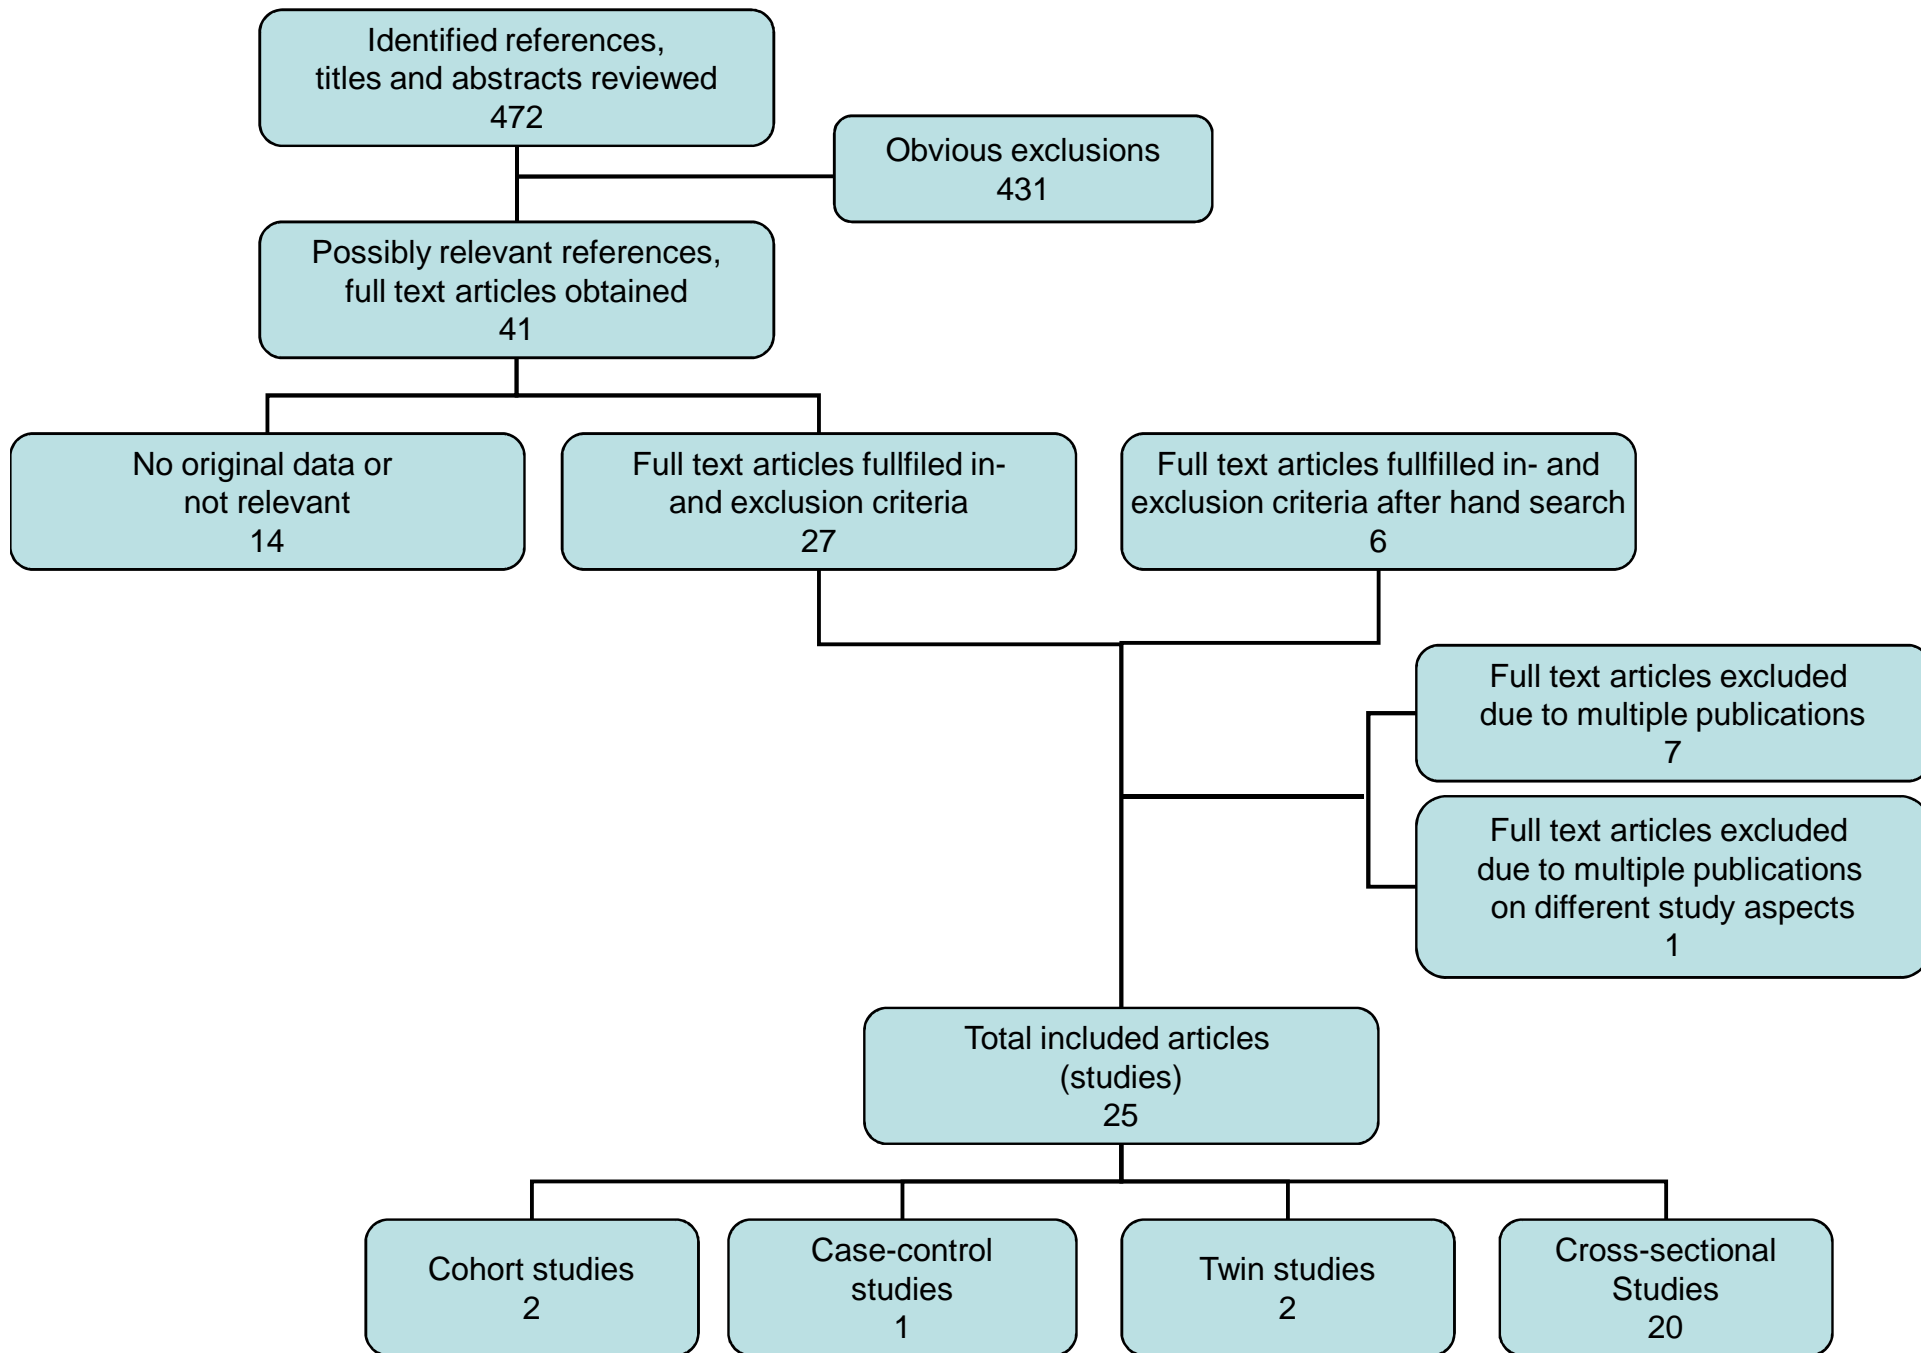 Identified references,
titles and abstracts reviewed
472
Obvious exclusions
431
Possibly relevant references,
full text articles obtained
41
No original data or
not relevant
14
Full text articles fullfiled in-
and exclusion criteria
27
Full text articles fullfilled in- and
exclusion criteria after hand search
6
Full text articles excluded
due to multiple publications
7
Full text articles excluded
due to multiple publications
on different study aspects
1
Total included articles
(studies)
25
Cohort studies
2
Case-control
studies
1
Twin studies
2
Cross-sectional
Studies
20